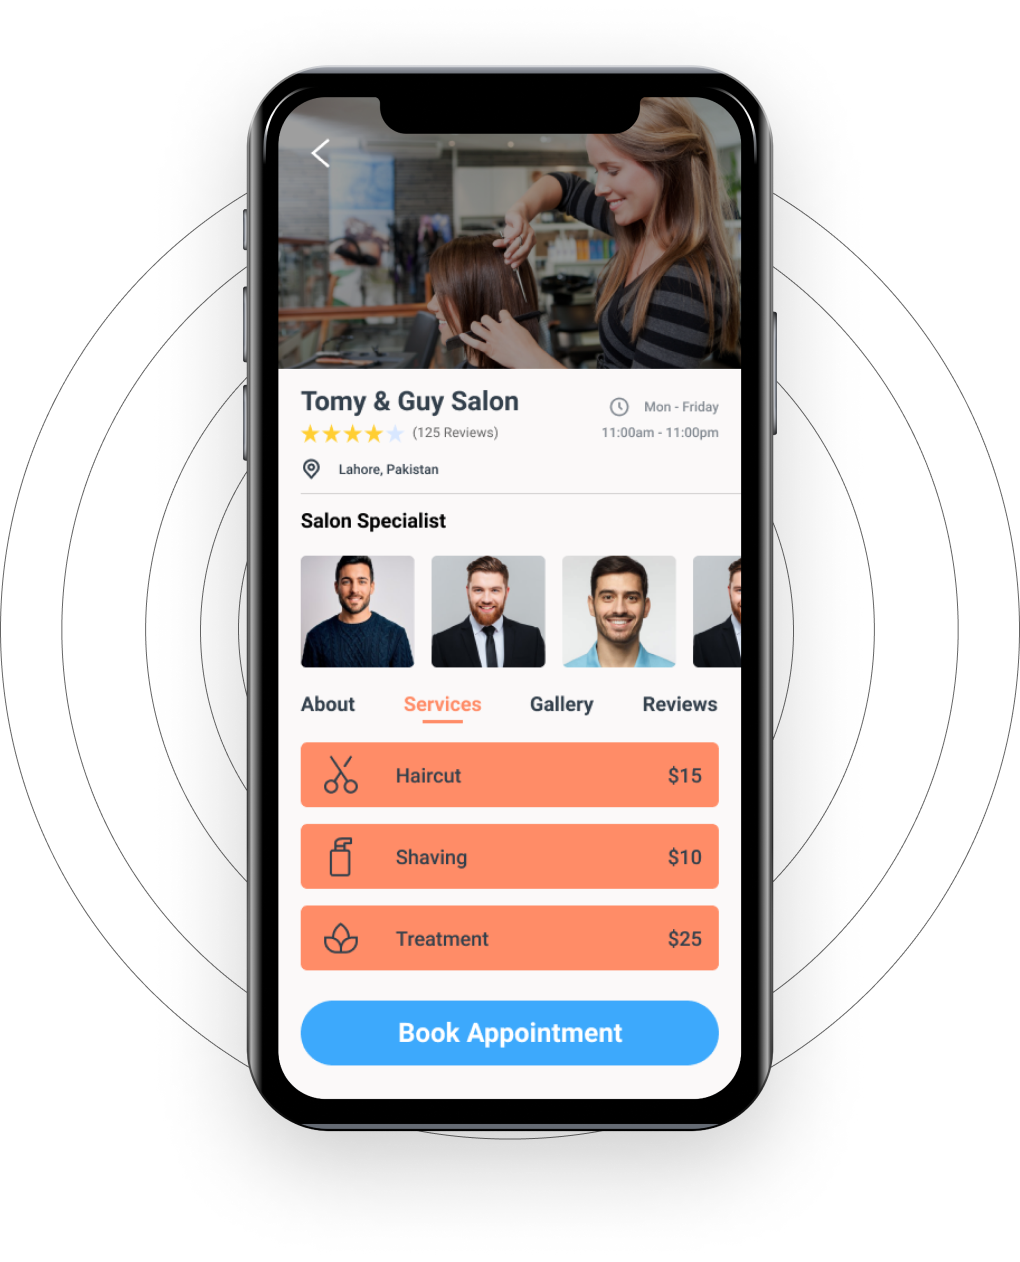 Tomy & Guy Salon
Mon - Friday
(125 Reviews)
11:00am - 11:00pm
Lahore, Pakistan
Salon Specialist
About Services Gallery Reviews
Haircut $15
Shaving $10
Treatment $25
Book Appointment